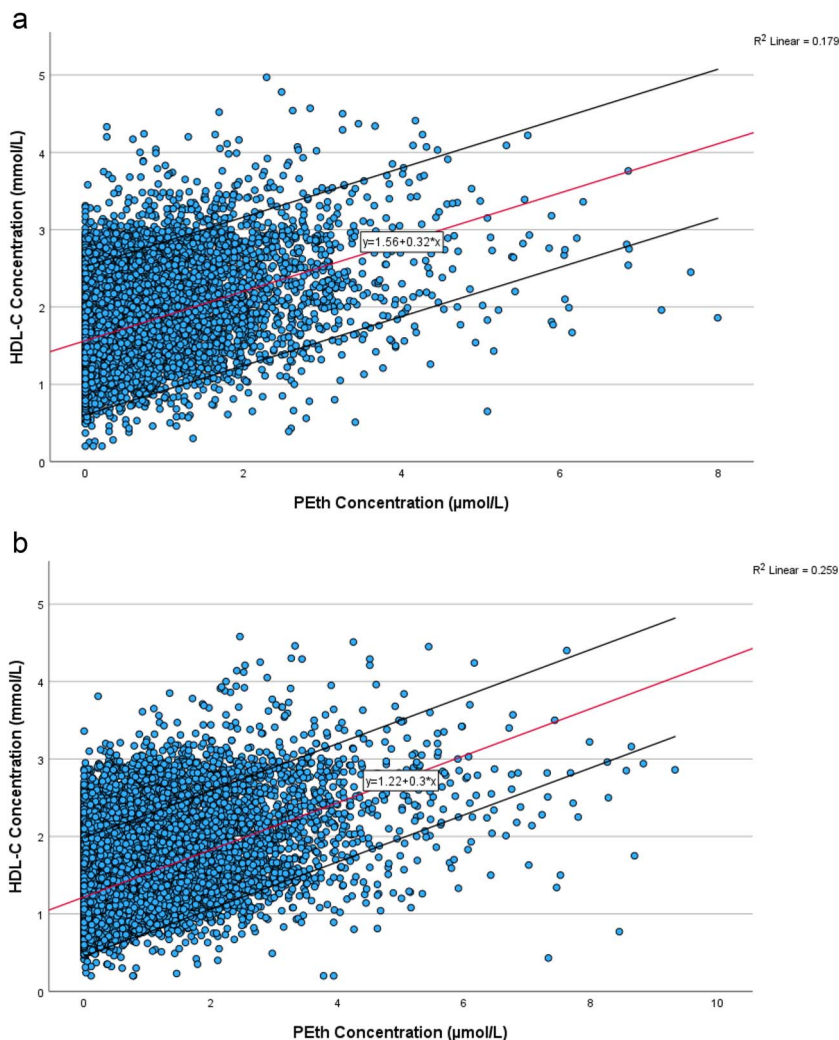 a
R² Linear = 0.179
5
4
3
2
1
0
HDL-C Concentration (mmol/L)
y=1.56+0.32*x
0 2 4 6 8
PEth Concentration (µmol/L)
b
R² Linear = 0.259
5
4
3
2
1
0
HDL-C Concentration (mmol/L)
y=1.22+0.3*x
0 2 4 6 8 10
PEth Concentration (µmol/L)